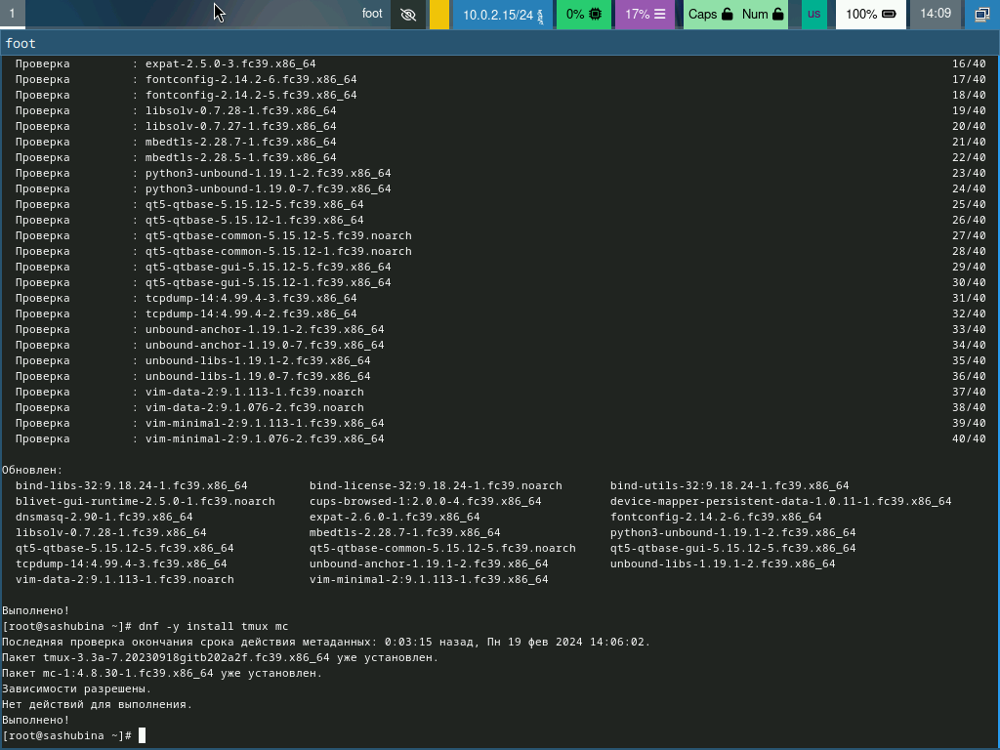 1 foot 10.0.2.15/24 0% 17% Caps Num us 100% 14:09
foot
Проверка : expat-2.5.0-3.fc39.x86_64 16/40
Проверка : fontconfig-2.14.2-6.fc39.x86_64 17/40
Проверка : fontconfig-2.14.2-5.fc39.x86_64 18/40
Проверка : libsolv-0.7.28-1.fc39.x86_64 19/40
Проверка : libsolv-0.7.27-1.fc39.x86_64 20/40
Проверка : mbedtls-2.28.7-1.fc39.x86_64 21/40
Проверка : mbedtls-2.28.5-1.fc39.x86_64 22/40
Проверка : python3-unbound-1.19.1-2.fc39.x86_64 23/40
Проверка : python3-unbound-1.19.0-7.fc39.x86_64 24/40
Проверка : qt5-qtbase-5.15.12-5.fc39.x86_64 25/40
Проверка : qt5-qtbase-5.15.12-1.fc39.x86_64 26/40
Проверка : qt5-qtbase-common-5.15.12-5.fc39.noarch 27/40
Проверка : qt5-qtbase-common-5.15.12-1.fc39.noarch 28/40
Проверка : qt5-qtbase-gui-5.15.12-5.fc39.x86_64 29/40
Проверка : qt5-qtbase-gui-5.15.12-1.fc39.x86_64 30/40
Проверка : tcpdump-14:4.99.4-3.fc39.x86_64 31/40
Проверка : tcpdump-14:4.99.4-2.fc39.x86_64 32/40
Проверка : unbound-anchor-1.19.1-2.fc39.x86_64 33/40
Проверка : unbound-anchor-1.19.0-7.fc39.x86_64 34/40
Проверка : unbound-libs-1.19.1-2.fc39.x86_64 35/40
Проверка : unbound-libs-1.19.0-7.fc39.x86_64 36/40
Проверка : vim-data-2:9.1.113-1.fc39.noarch 37/40
Проверка : vim-data-2:9.1.076-2.fc39.noarch 38/40
Проверка : vim-minimal-2:9.1.113-1.fc39.x86_64 39/40
Проверка : vim-minimal-2:9.1.076-2.fc39.x86_64 40/40
Обновлен:
bind-libs-32:9.18.24-1.fc39.x86_64 bind-license-32:9.18.24-1.fc39.noarch bind-utils-32:9.18.24-1.fc39.x86_64
blivet-gui-runtime-2.5.0-1.fc39.noarch cups-browsed-1:2.0.0-4.fc39.x86_64 device-mapper-persistent-data-1.0.11-1.fc39.x86_64
dnsmasq-2.90-1.fc39.x86_64 expat-2.6.0-1.fc39.x86_64 fontconfig-2.14.2-6.fc39.x86_64
libsolv-0.7.28-1.fc39.x86_64 mbedtls-2.28.7-1.fc39.x86_64 python3-unbound-1.19.1-2.fc39.x86_64
qt5-qtbase-5.15.12-5.fc39.x86_64 qt5-qtbase-common-5.15.12-5.fc39.noarch qt5-qtbase-gui-5.15.12-5.fc39.x86_64
tcpdump-14:4.99.4-3.fc39.x86_64 unbound-anchor-1.19.1-2.fc39.x86_64 unbound-libs-1.19.1-2.fc39.x86_64
vim-data-2:9.1.113-1.fc39.noarch vim-minimal-2:9.1.113-1.fc39.x86_64
Выполнено!
[root@sashubina ~]# dnf -y install tmux mc
Последняя проверка окончания срока действия метаданных: 0:03:15 назад, Пн 19 фев 2024 14:06:02.
Пакет tmux-3.3a-7.20230918gitb202a2f.fc39.x86_64 уже установлен.
Пакет mc-1:4.8.30-1.fc39.x86_64 уже установлен.
Зависимости разрешены.
Нет действий для выполнения.
Выполнено!
[root@sashubina ~]#